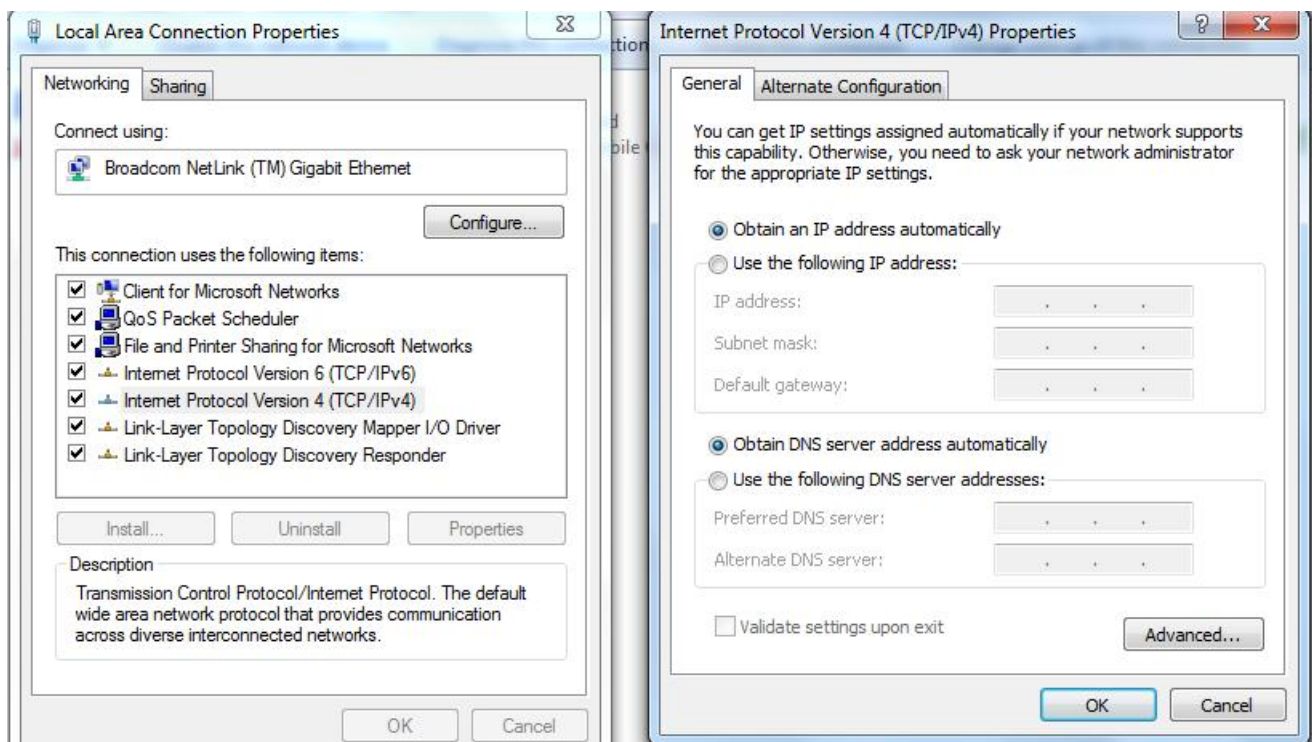 Local Area Connection Properties
Networking
Sharing
Connect using:
Broadcom NetLink (TM) Gigabit Ethernet
Configure...
This connection uses the following items:
Client for Microsoft Networks
QoS Packet Scheduler
File and Printer Sharing for Microsoft Networks
Internet Protocol Version 6 (TCP/IPv6)
Internet Protocol Version 4 (TCP/IPv4)
Link-Layer Topology Discovery Mapper I/O Driver
Link-Layer Topology Discovery Responder
Install...
Uninstall
Properties
Description
Transmission Control Protocol/Internet Protocol. The default
wide area network protocol that provides communication
across diverse interconnected networks.
OK
Cancel
Internet Protocol Version 4 (TCP/IPv4) Properties
General
Alternate Configuration
You can get IP settings assigned automatically if your network supports
this capability. Otherwise, you need to ask your network administrator
for the appropriate IP settings.
Obtain an IP address automatically
Use the following IP address:
IP address:
Subnet mask:
Default gateway:
Obtain DNS server address automatically
Use the following DNS server addresses:
Preferred DNS server:
Alternate DNS server:
Validate settings upon exit
Advanced...
OK
Cancel